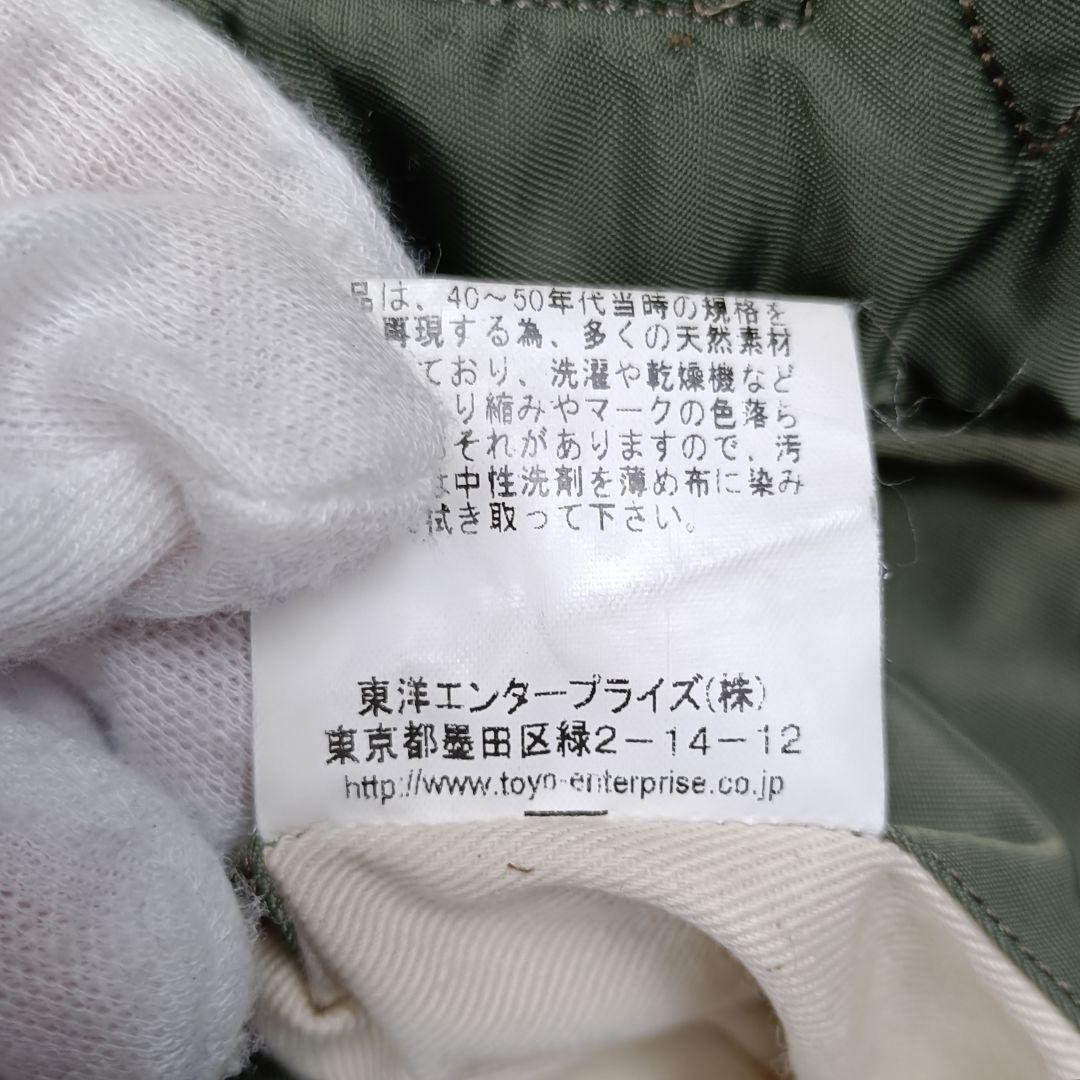 品は、40～50年代当時の規格を
再現する為、多くの天然素材
ており、洗濯や乾燥機など
り縮みやマークの色落ら
それがありますので、汚
は中性洗剤を薄め布に染み
拭き取って下さい。
東洋エンタープライズ(株)
東京都墨田区緑2－14－12
http://www.toyo-enterprise.co.jp